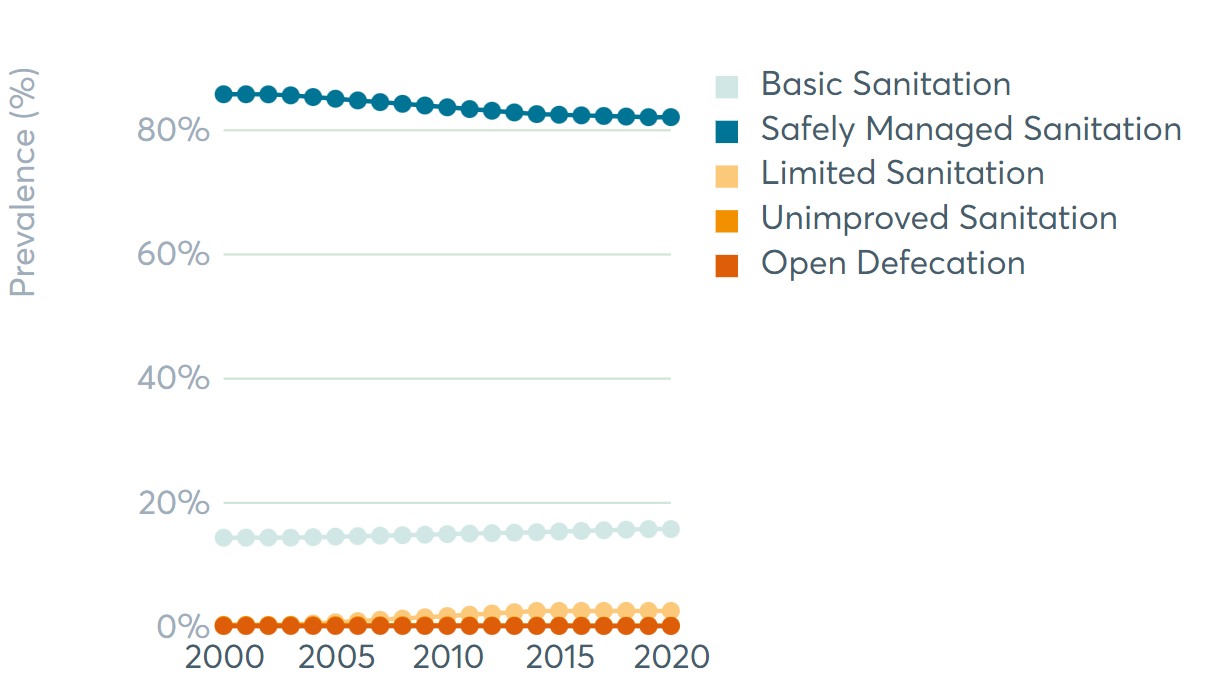 Prevalence (%)
80%
60%
40%
20%
0%
2000 2005 2010 2015 2020
Basic Sanitation
Safely Managed Sanitation
Limited Sanitation
Unimproved Sanitation
Open Defecation